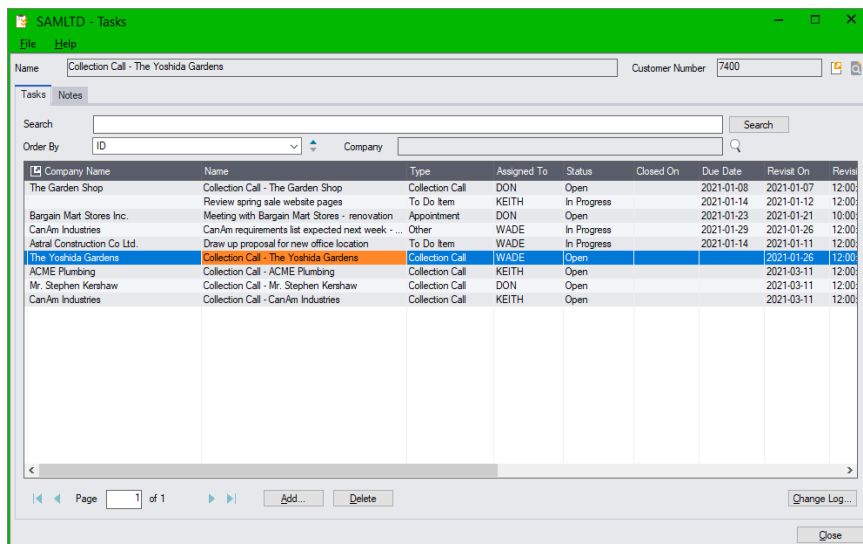 SAMLTD - Tasks
File Help
Name Collection Call - The Yoshida Gardens Customer Number 7400
Tasks Notes
Search Search
Order By ID Company
Company Name Name Type Assigned To Status Closed On Due Date Revisit On Revisi
The Garden Shop Collection Call - The Garden Shop Collection Call DON Open 2021-01-08 2021-01-07 12:00:
Review spring sale website pages To Do Item KEITH In Progress 2021-01-14 2021-01-12 12:00:
Bargain Mart Stores Inc. Meeting with Bargain Mart Stores - renovation Appointment DON Open 2021-01-23 2021-01-21 10:00:
CanAm Industries CanAm requirements list expected next week - ... Other WADE In Progress 2021-01-29 2021-01-26 12:00:
Astral Construction Co Ltd. Draw up proposal for new office location To Do Item WADE In Progress 2021-01-14 2021-01-11 12:00:
The Yoshida Gardens Collection Call - The Yoshida Gardens Collection Call WADE Open 2021-01-26 12:00:
ACME Plumbing Collection Call - ACME Plumbing Collection Call KEITH Open 2021-03-11 12:00:
Mr. Stephen Kershaw Collection Call - Mr. Stephen Kershaw Collection Call DON Open 2021-03-11 12:00:
CanAm Industries Collection Call - CanAm Industries Collection Call KEITH Open 2021-03-11 12:00:
Page 1 of 1 Add... Delete Change Log...
Close